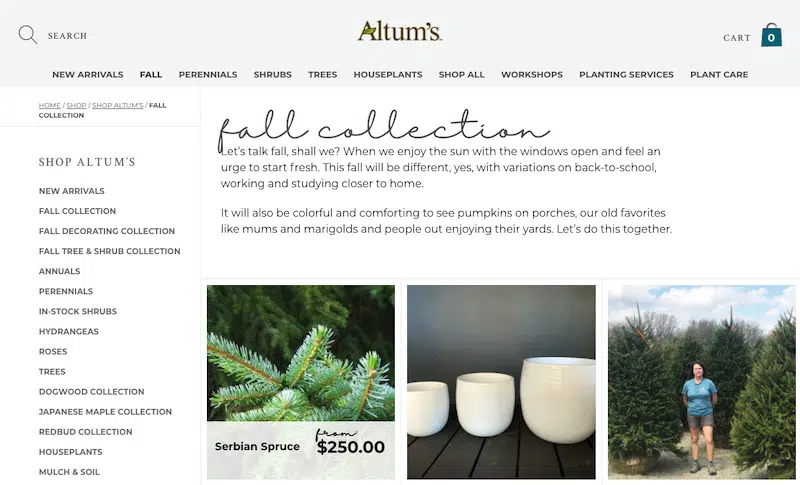 SEARCH
Altum's
CART
0
NEW ARRIVALS FALL PERENNIALS SHRUBS TREES HOUSEPLANTS SHOP ALL WORKSHOPS PLANTING SERVICES PLANT CARE
HOME / SHOP / SHOP ALTUM'S / FALL
COLLECTION
SHOP ALTUM'S
NEW ARRIVALS
FALL COLLECTION
FALL DECORATING COLLECTION
FALL TREE & SHRUB COLLECTION
ANNUALS
PERENNIALS
IN-STOCK SHRUBS
HYDRANGEAS
ROSES
TREES
DOGWOOD COLLECTION
JAPANESE MAPLE COLLECTION
REDBUD COLLECTION
HOUSEPLANTS
MULCH & SOIL
fall collection
Let's talk fall, shall we? When we enjoy the sun with the windows open and feel an
urge to start fresh. This fall will be different, yes, with variations on back-to-school,
working and studying closer to home.
It will also be colorful and comforting to see pumpkins on porches, our old favorites
like mums and marigolds and people out enjoying their yards. Let's do this together.
Serbian Spruce
from
$250.00